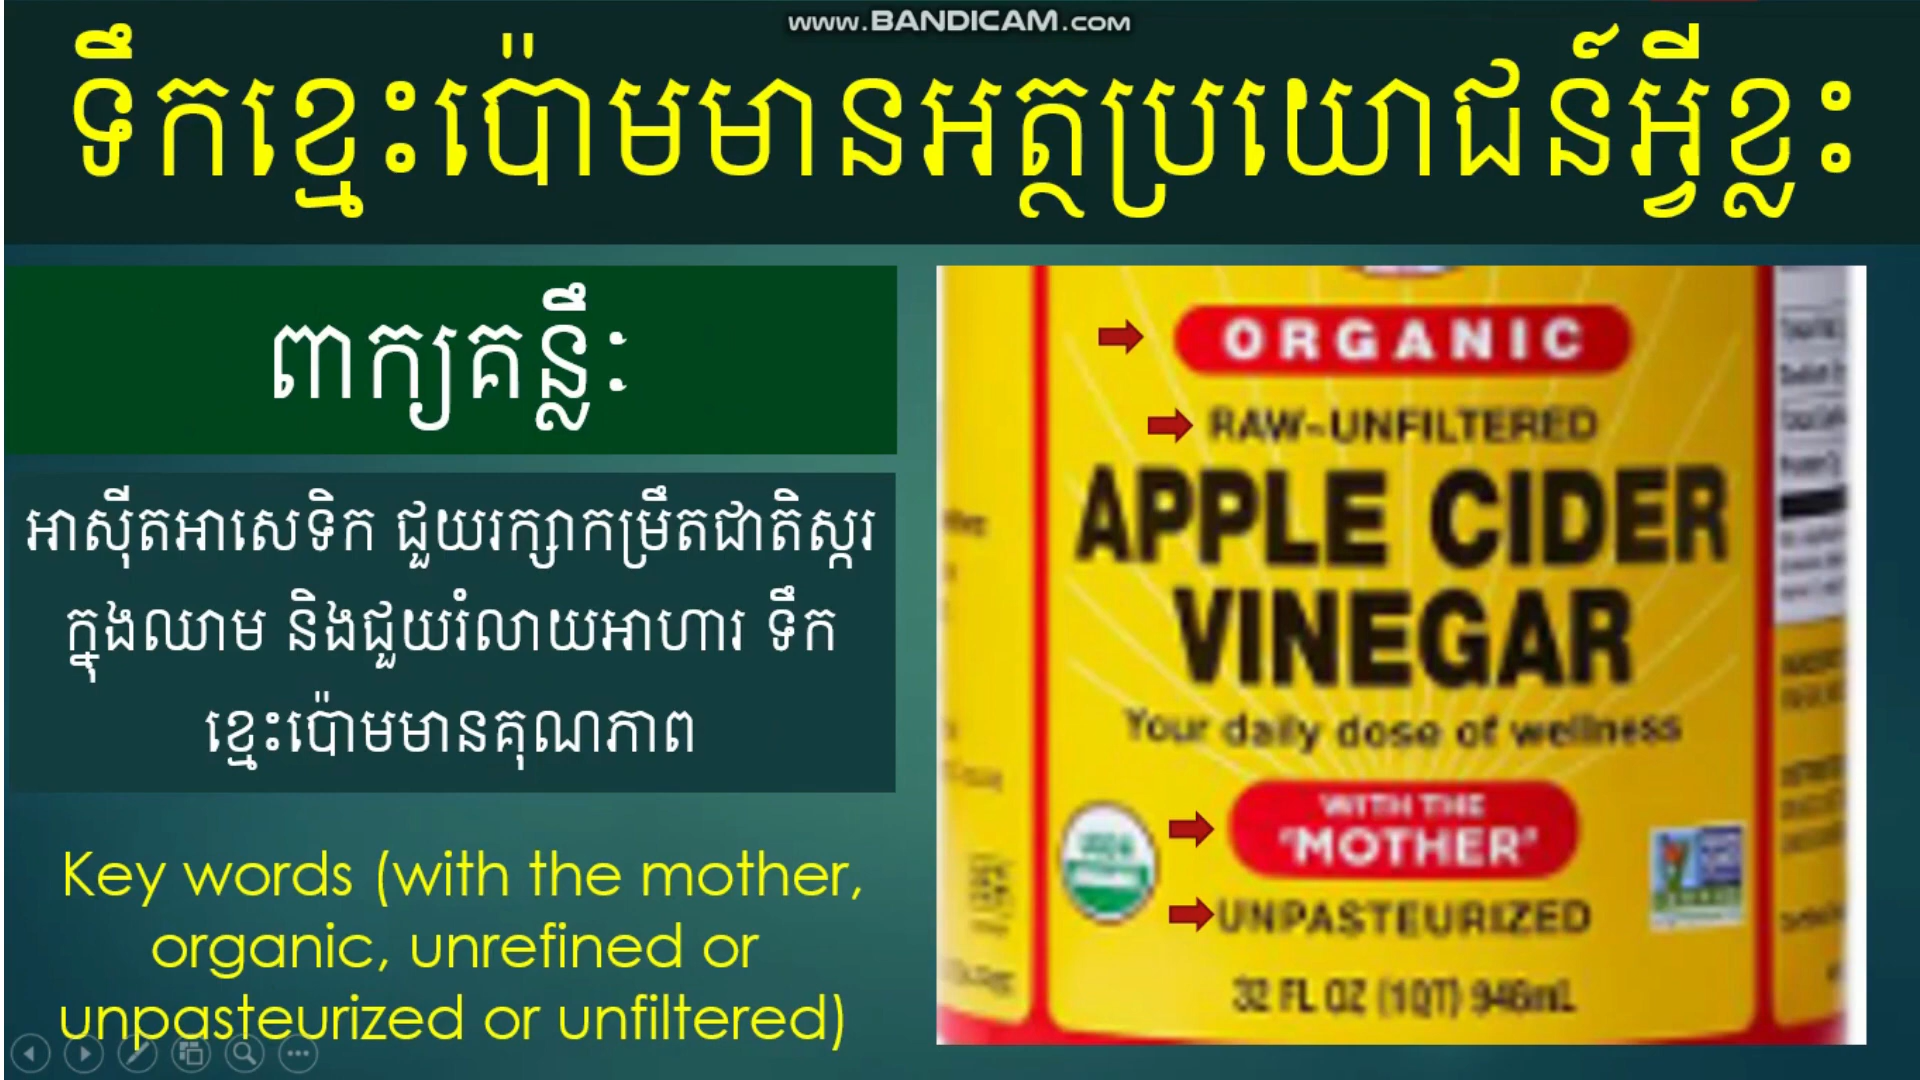 www.BANDICAM.com
ទឹកខ្មេះប៉ោមមានអត្ថប្រយោជន៍អ្វីខ្លះ
ពាក្យគន្លឹៈ
អាស៊ីតអាសេទិក ជួយរក្សាកម្រឹតជាតិស្ករ
ក្នុងឈាម និងជួយរំលាយអាហារ ទឹក
ខ្មេះប៉ោមមានគុណភាព
Key words (with the mother,
organic, unrefined or
unpasteurized or unfiltered)
ORGANIC
RAW-UNFILTERED
APPLE CIDER
VINEGAR
Your daily dose of wellness
WITH THE
"MOTHER"
UNPASTEURIZED
32 FL OZ (1QT) 946mL